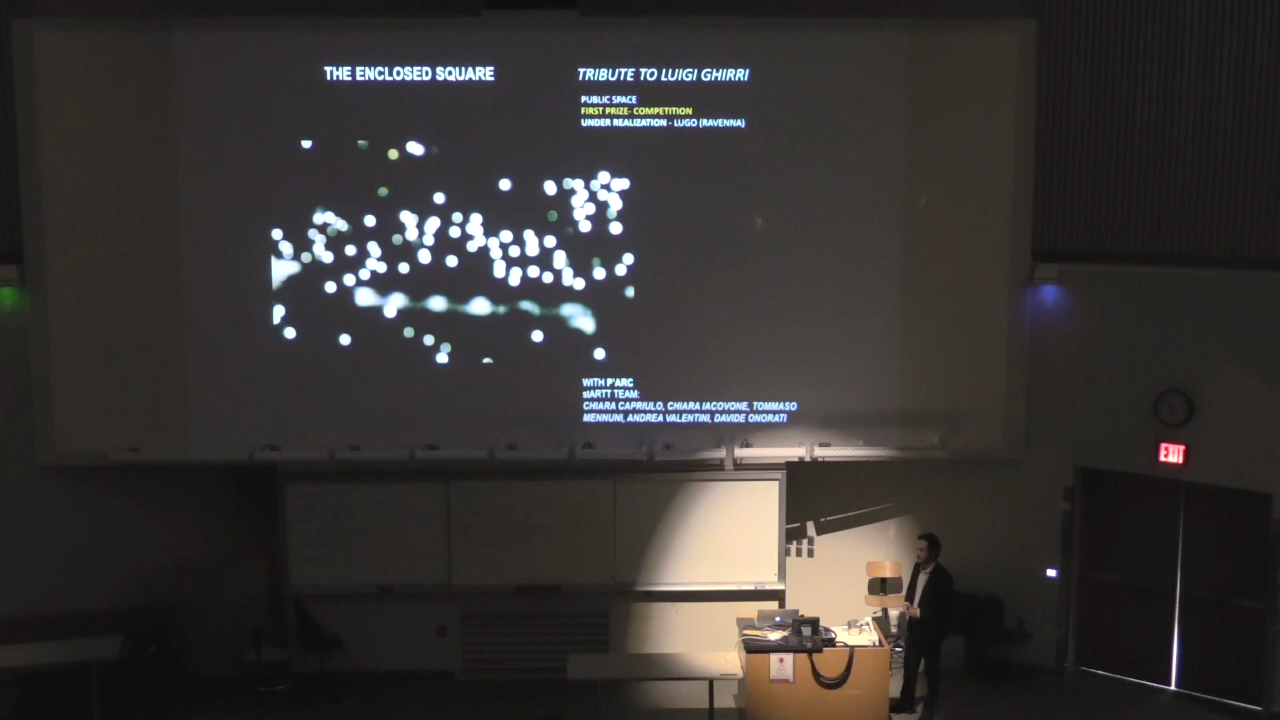 THE ENCLOSED SQUARE
TRIBUTE TO LUIGI GHIRRI
PUBLIC SPACE
FIRST PRIZE- COMPETITION
UNDER REALIZATION - LUGO (RAVENNA)
WITH P'ARC
stARTT TEAM:
CHIARA CAPRIULO, CHIARA IACOVONE, TOMMASO
MENNUNI, ANDREA VALENTINI, DAVIDE ONORATI
EXIT